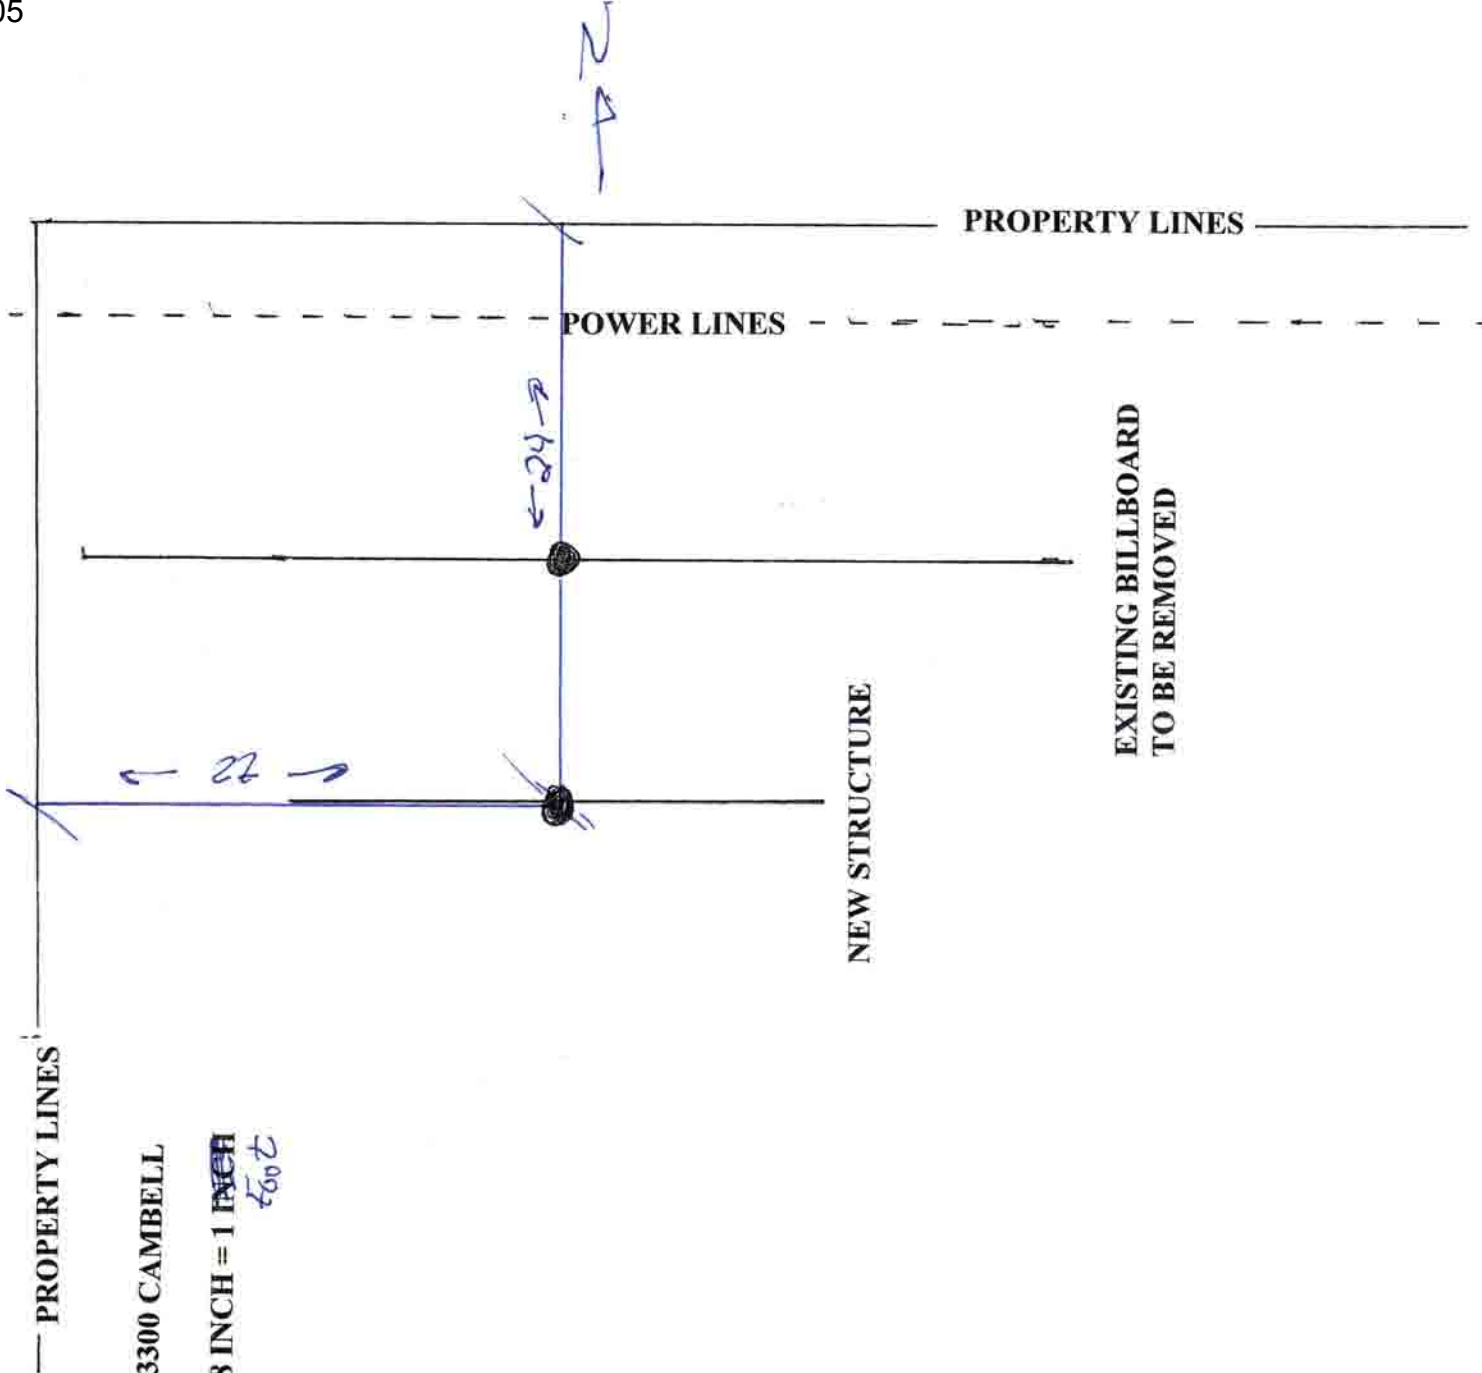 05
N
PROPERTY LINES
POWER LINES
24
EXISTING BILLBOARD
TO BE REMOVED
NEW STRUCTURE
22
PROPERTY LINES
3300 CAMBELL
INCH = 1 INCH
Foot